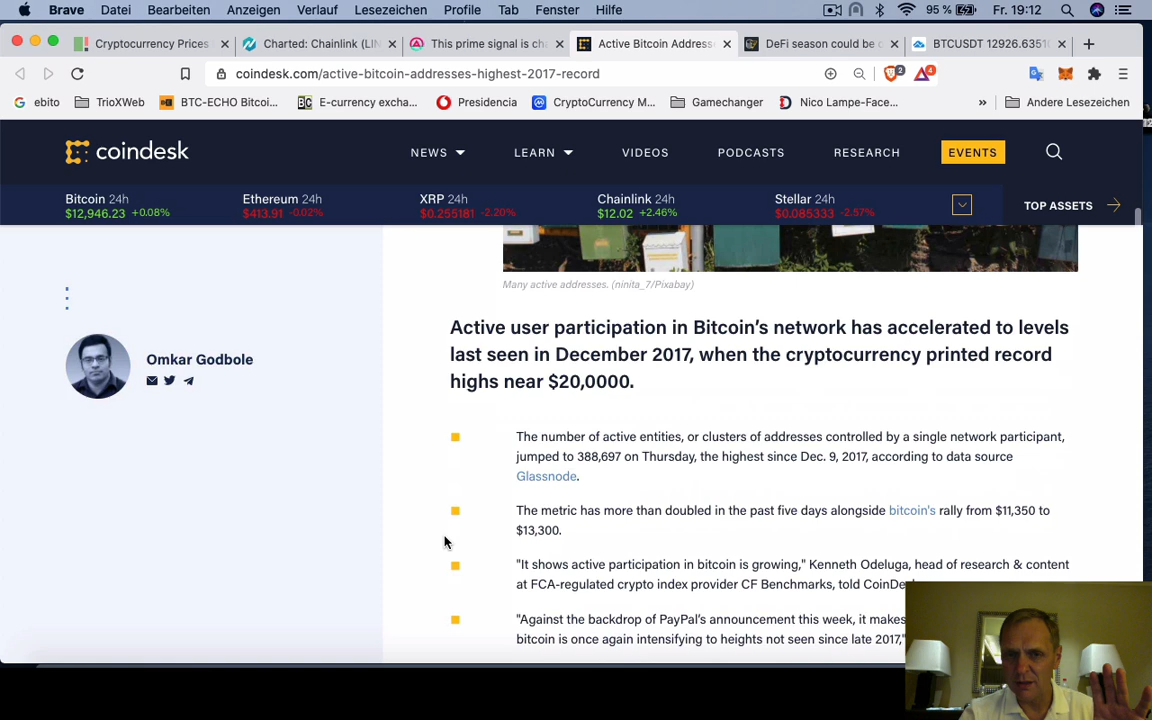 Brave Datei Bearbeiten Anzeigen Verlauf Lesezeichen Profile Tab Fenster Hilfe 95 % Fr. 19:12
Cryptocurrency Prices Charted: Chainlink (LIN This prime signal is cha Active Bitcoin Addresse DeFi season could be c BTCUSDT 12926.6351
coindesk.com/active-bitcoin-addresses-highest-2017-record 2 4
ebito TrioXWeb BTC-ECHO Bitcoi... E-currency excha... Presidencia CryptoCurrency M... Gamechanger Nico Lampe-Face... » Andere Lesezeichen
coindesk NEWS LEARN VIDEOS PODCASTS RESEARCH EVENTS
Bitcoin 24h Ethereum 24h XRP 24h Chainlink 24h Stellar 24h
$12,946.23 +0.08% $413.91 -0.02% $0.255181 -2.20% $12.02 +2.46% $0.085333 -2.57%
TOP ASSETS
Many active addresses. (ninita_7/Pixabay)
Omkar Godbole
Active user participation in Bitcoin’s network has accelerated to levels
last seen in December 2017, when the cryptocurrency printed record
highs near $20,0000.
The number of active entities, or clusters of addresses controlled by a single network participant,
jumped to 388,697 on Thursday, the highest since Dec. 9, 2017, according to data source
Glassnode.
The metric has more than doubled in the past five days alongside bitcoin's rally from $11,350 to
$13,300.
"It shows active participation in bitcoin is growing," Kenneth Odeluga, head of research & content
at FCA-regulated crypto index provider CF Benchmarks, told CoinDe
"Against the backdrop of PayPal’s announcement this week, it makes
bitcoin is once again intensifying to heights not seen since late 2017,"